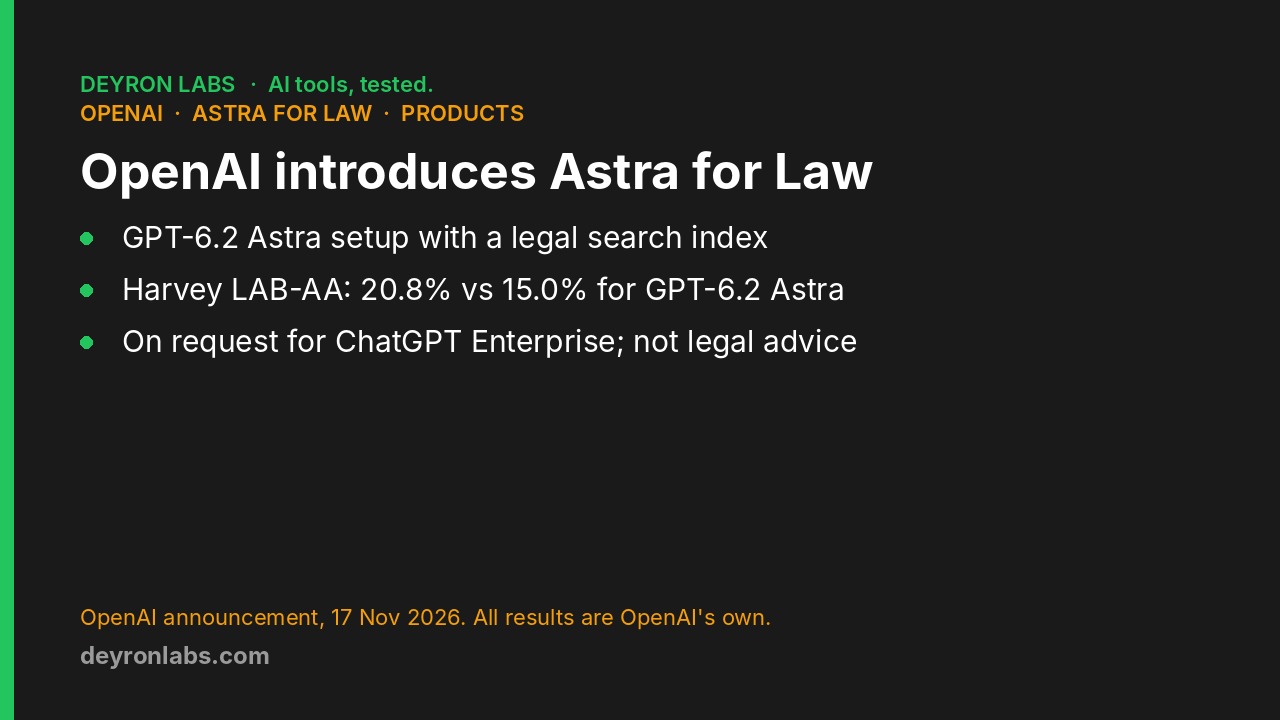 DEYRON LABS · AI tools, tested.
OPENAI · ASTRA FOR LAW · PRODUCTS
OpenAI introduces Astra for Law
GPT-6.2 Astra setup with a legal search index
Harvey LAB-AA: 20.8% vs 15.0% for GPT-6.2 Astra
On request for ChatGPT Enterprise; not legal advice
OpenAI announcement, 17 Nov 2026. All results are OpenAI's own.
deyronlabs.com